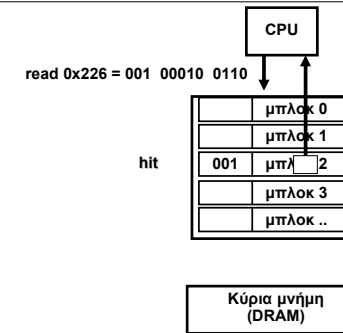 CPU
read 0x226 = 001 00010 0110
μπλοκ 0
μπλοκ 1
hit 001 2
μπλοκ 3
μπλοκ ..
Κύρια μνήμη
(DRAM)